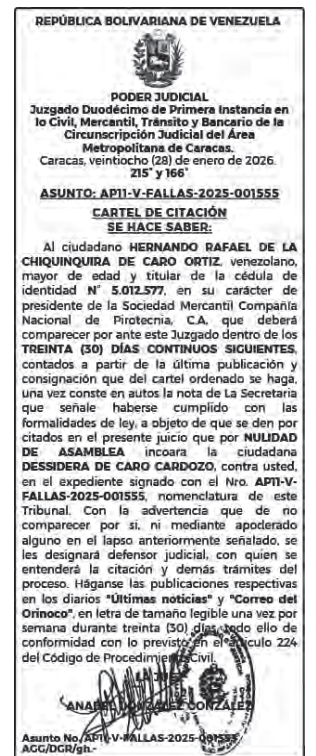 REPÚBLICA BOLIVARIANA DE VENEZUELA
PODER JUDICIAL
Juzgado Duodécimo de Primera Instancia en
lo Civil, Mercantil, Tránsito y Bancario de la
Circunscripción Judicial del Área
Metropolitana de Caracas.
Caracas, veintiocho (28) de enero de 2026.
215° y 166°
ASUNTO: AP11-V-FALLAS-2025-001555
CARTEL DE CITACIÓN
SE HACE SABER:
Al ciudadano HERNANDO RAFAEL DE LA
CHIQUINQUIRA DE CARO ORTIZ, venezolano,
mayor de edad y titular de la cédula de
identidad N° 5.012.577, en su carácter de
presidente de la Sociedad Mercantil Compañía
Nacional de Pirotecnia, C.A, que deberá
comparecer por ante este Juzgado dentro de los
TREINTA (30) DÍAS CONTINUOS SIGUIENTES,
contados a partir de la última publicación y
consignación que del cartel ordenado se haga,
una vez conste en autos la nota de La Secretaria
que señale haberse cumplido con las
formalidades de ley, a objeto de que se den por
citados en el presente juicio que por NULIDAD
DE ASAMBLEA incoara la ciudadana
DESSIDERA DE CARO CARDOZO, contra usted,
en el expediente signado con el Nro. AP11-V-
FALLAS-2025-001555, nomenclatura de este
Tribunal. Con la advertencia que de no
comparecer por si, ni mediante apoderado
alguno en el lapso anteriormente señalado, se
les designará defensor judicial, con quien se
entenderá la citación y demás trámites del
proceso. Háganse las publicaciones respectivas
en los diarios "Últimas noticias" y "Correo del
Orinoco", en letra de tamaño legible una vez por
semana durante treinta (30) días, todo ello de
conformidad con lo previsto en el artículo 224
del Código de Procedimiento Civil.
LA JUEZ
ANABEL GONZÁLEZ GONZÁLEZ
Asunto No. AP11-V-FALLAS-2025-001555
AGG/DGR/gh.-